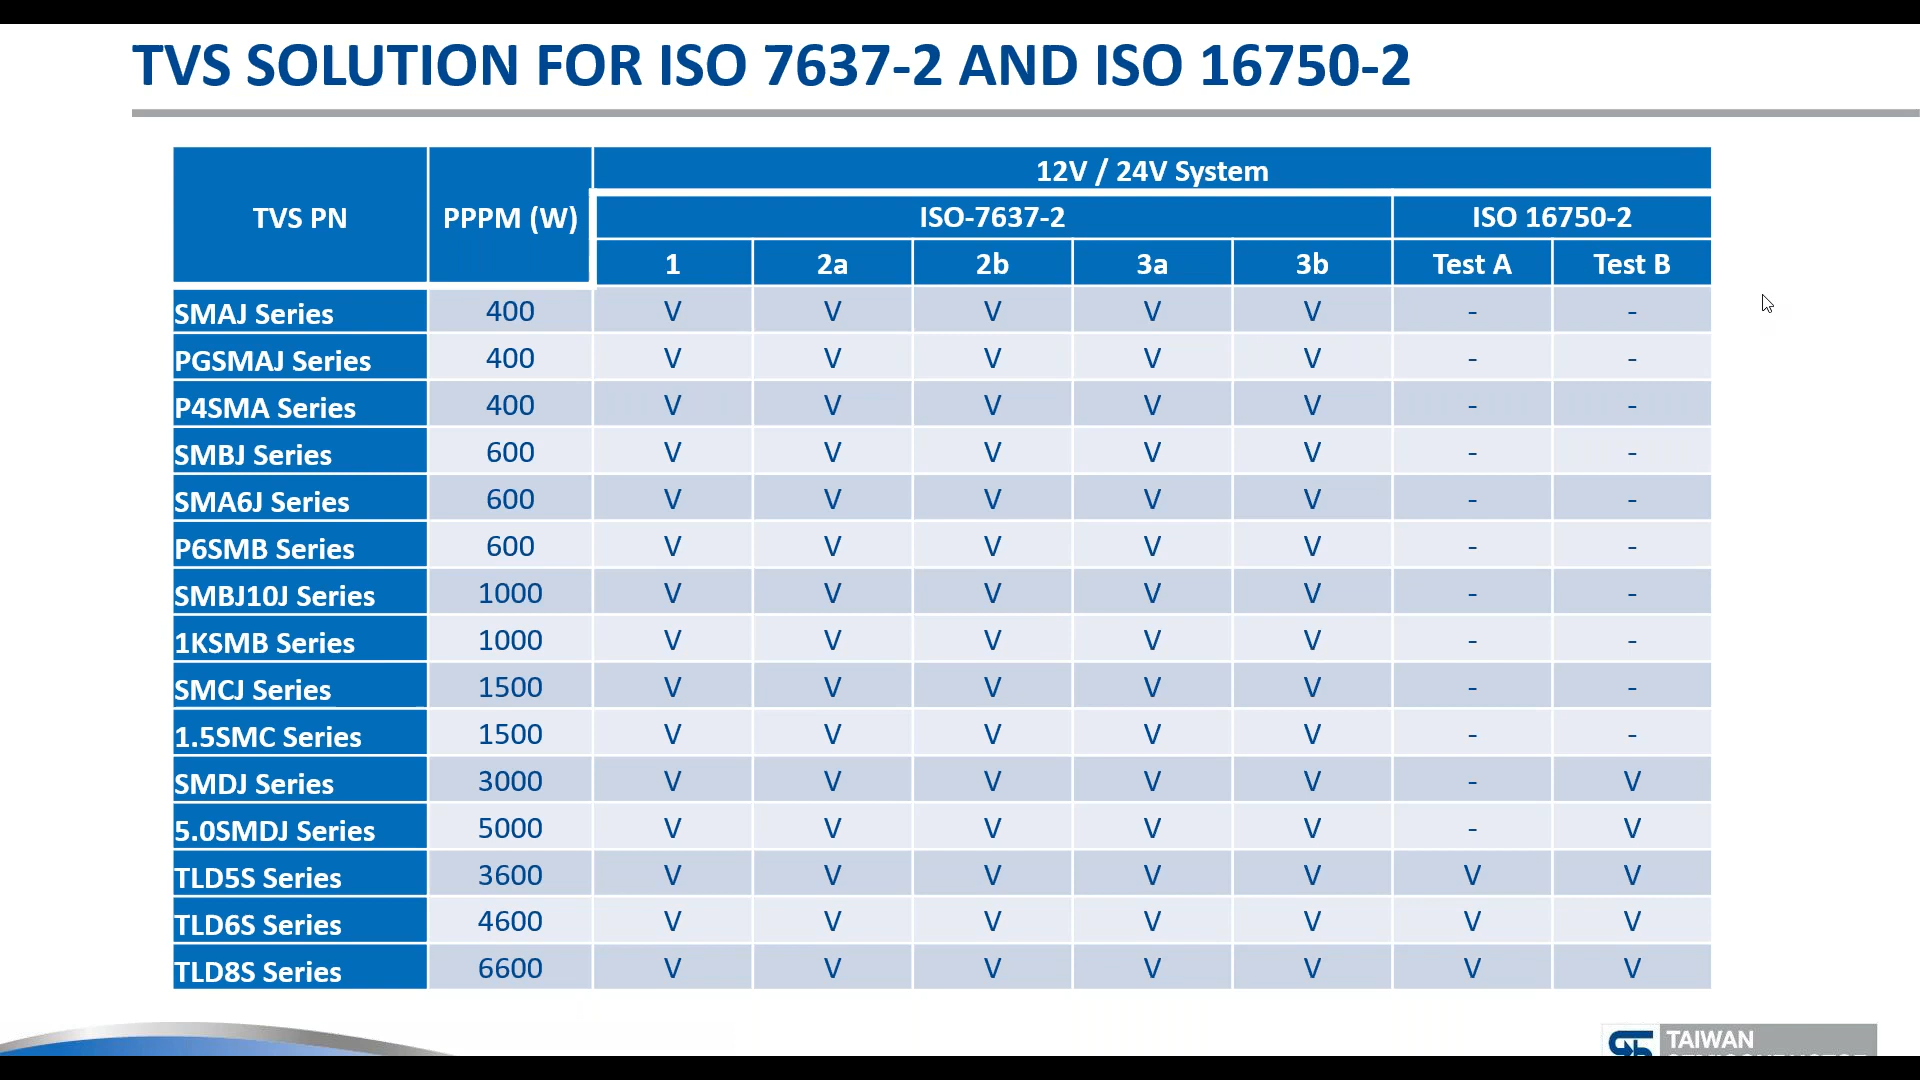 TVS SOLUTION FOR ISO 7637-2 AND ISO 16750-2
TVS PN PPPM (W) 12V / 24V System
ISO-7637-2 ISO 16750-2
1 2a 2b 3a 3b Test A Test B
SMAJ Series 400 V V V V V - -
PGSMAJ Series 400 V V V V V - -
P4SMA Series 400 V V V V V - -
SMBJ Series 600 V V V V V - -
SMA6J Series 600 V V V V V - -
P6SMB Series 600 V V V V V - -
SMBJ10J Series 1000 V V V V V - -
1KSMB Series 1000 V V V V V - -
SMCJ Series 1500 V V V V V - -
1.5SMC Series 1500 V V V V V - -
SMDJ Series 3000 V V V V V - V
5.0SMDJ Series 5000 V V V V V - V
TLD5S Series 3600 V V V V V V V
TLD6S Series 4600 V V V V V V V
TLD8S Series 6600 V V V V V V V
TAIWAN